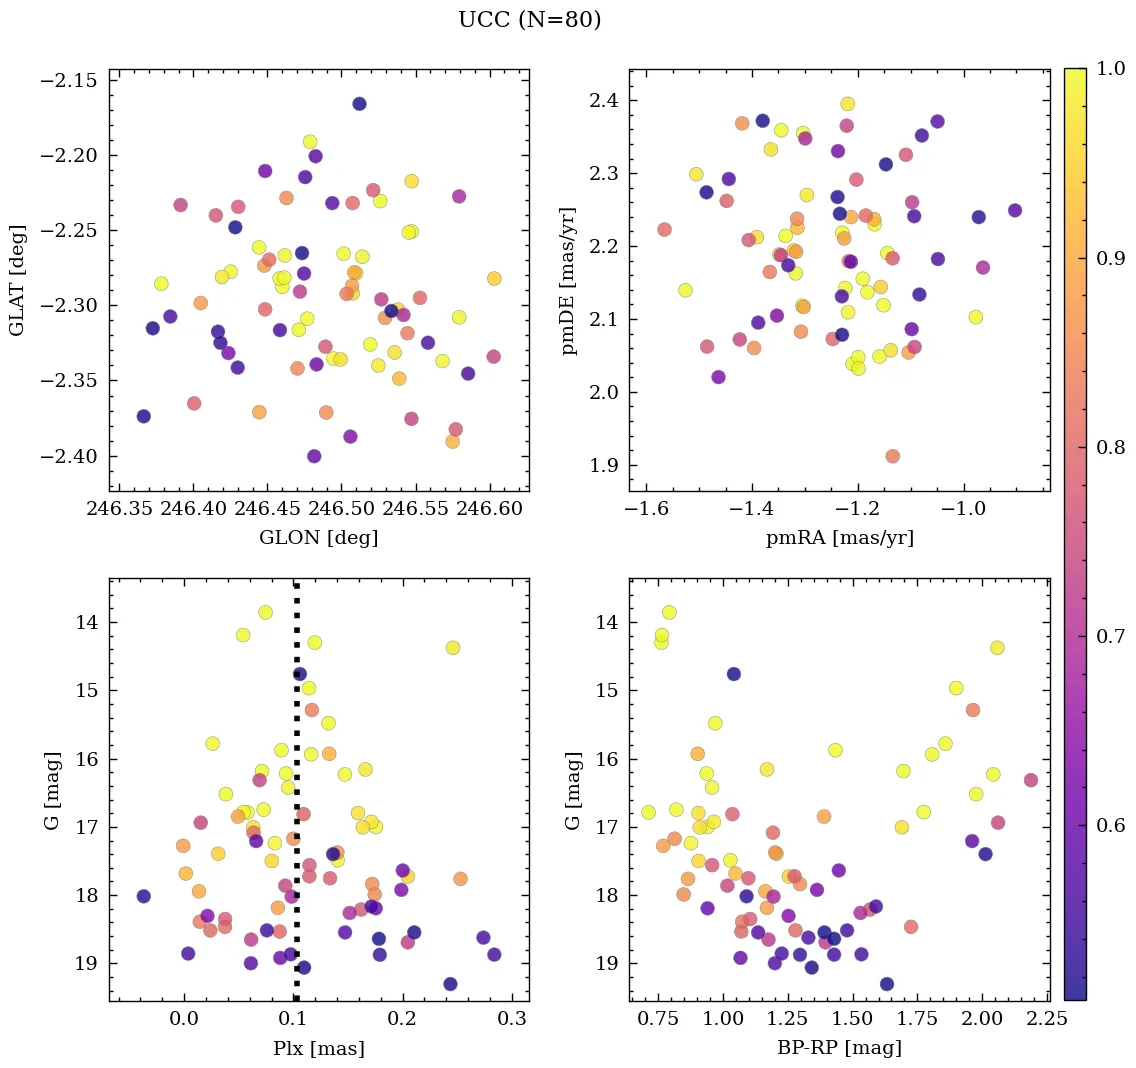 UCC (N=80)
−2.15
−2.20
−2.25
−2.30
−2.35
−2.40
GLAT [deg]
246.35 246.40 246.45 246.50 246.55 246.60
GLON [deg]
2.4
2.3
2.2
2.1
2.0
1.9
pmDE [mas/yr]
−1.6 −1.4 −1.2 −1.0
pmRA [mas/yr]
14
15
16
17
18
19
G [mag]
0.0 0.1 0.2 0.3
Plx [mas]
14
15
16
17
18
19
G [mag]
0.75 1.00 1.25 1.50 1.75 2.00 2.25
BP-RP [mag]
1.0
0.9
0.8
0.7
0.6